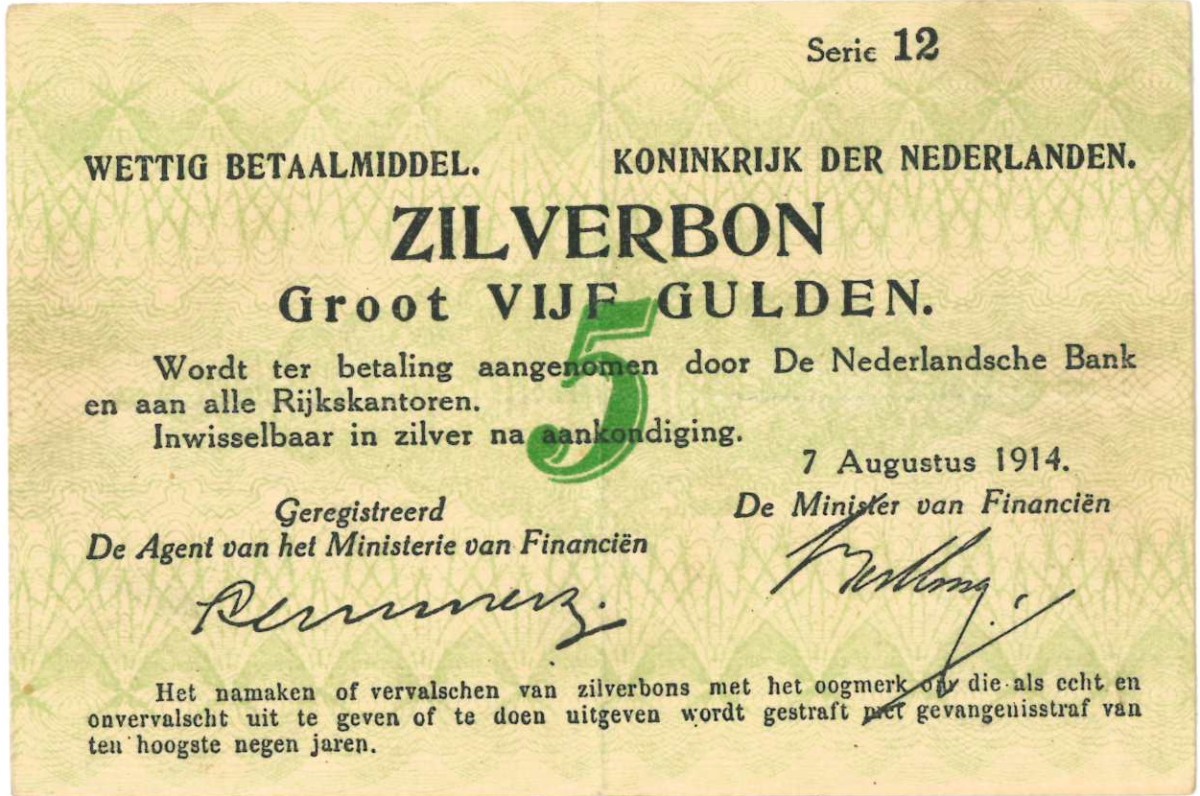 Serie 12
WETTIG BETAALMIDDEL. KONINKRIJK DER NEDERLANDEN.
ZILVERBON
Groot VIJF GULDEN.
5
Wordt ter betaling aangenomen door De Nederlandsche Bank
en aan alle Rijkskantoren.
Inwisselbaar in zilver na aankondiging.
7 Augustus 1914.
Geregistreerd
De Agent van het Ministerie van Financiën
De Minister van Financiën
Het namaken of vervalschen van zilverbons met het oogmerk om die als echt en
onvervalscht uit te geven of te doen uitgeven wordt gestraft met gevangenisstraf van
ten hoogste negen jaren.